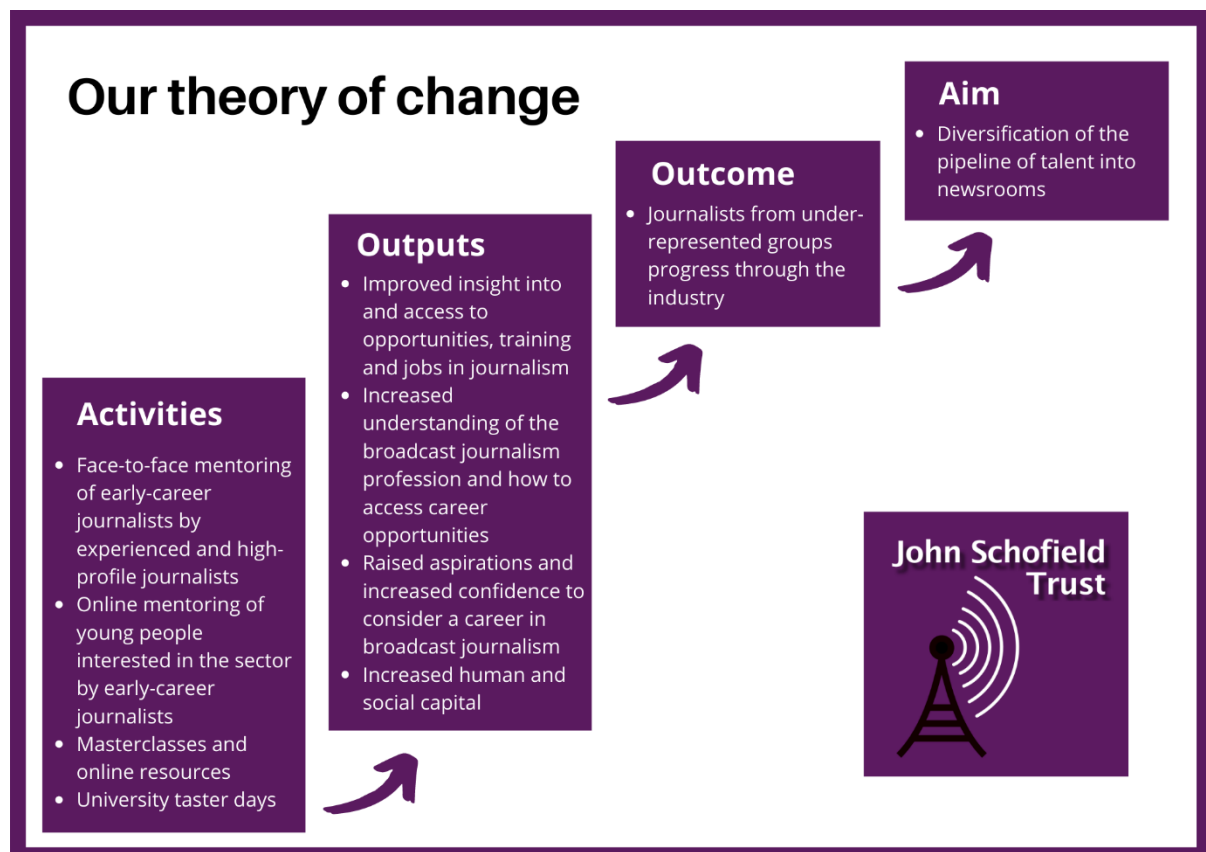 Our theory of change
Activities
• Face-to-face mentoring
of early-career
journalists by
experienced and high-
profile journalists
• Online mentoring of
young people
interested in the sector
by early-career
journalists
• Masterclasses and
online resources
• University taster days
Outputs
• Improved insight into
and access to
opportunities, training
and jobs in journalism
• Increased
understanding of the
broadcast journalism
profession and how to
access career
opportunities
• Raised aspirations and
increased confidence to
consider a career in
broadcast journalism
• Increased human and
social capital
Outcome
• Journalists from under-
represented groups
progress through the
industry
Aim
• Diversification of the
pipeline of talent into
newsrooms
John Schofield
Trust